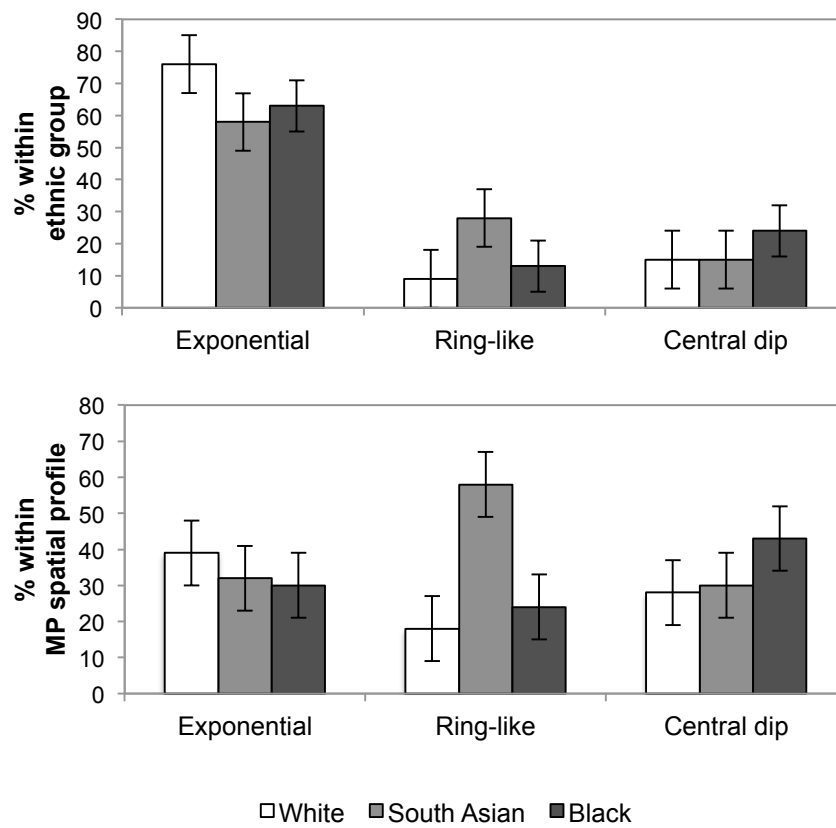 % within
ethnic group
90
80
70
60
50
40
30
20
10
0
Exponential Ring-like Central dip
% within
MP spatial profile
80
70
60
50
40
30
20
10
0
Exponential Ring-like Central dip
White South Asian Black